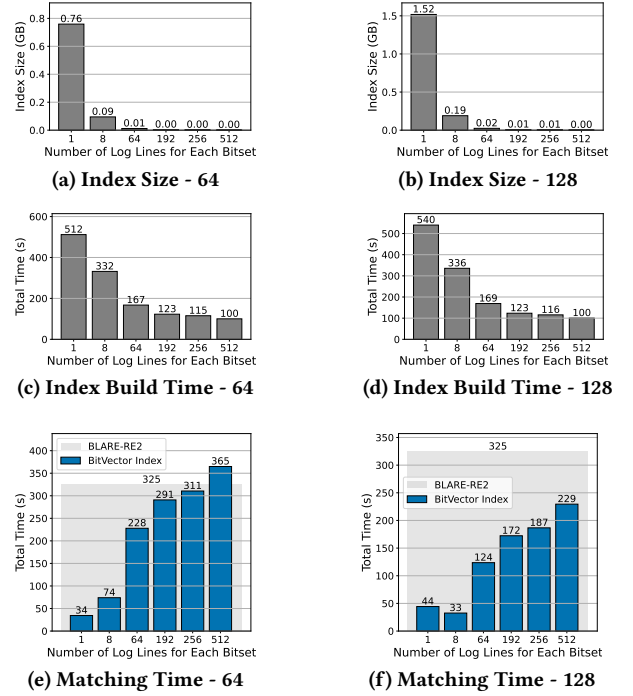 Index Size (GB)
0.8
0.6
0.4
0.2
0.0
0.76
0.09
0.01
0.00
0.00
0.00
1 8 64 192 256 512
Number of Log Lines for Each Bitset
(a) Index Size - 64
Index Size (GB)
1.5
1.0
0.5
0.0
1.52
0.19
0.02
0.01
0.01
0.00
1 8 64 192 256 512
Number of Log Lines for Each Bitset
(b) Index Size - 128
Total Time (s)
600
400
200
0
512
332
167
123
115
100
1 8 64 192 256 512
Number of Log Lines for Each Bitset
(c) Index Build Time - 64
Total Time (s)
500
400
300
200
100
0
540
336
169
123
116
100
1 8 64 192 256 512
Number of Log Lines for Each Bitset
(d) Index Build Time - 128
Total Time (s)
400
350
300
250
200
150
100
50
0
BLARE-RE2
BitVector Index
325
34
74
228
291
311
365
1 8 64 192 256 512
Number of Log Lines for Each Bitset
(e) Matching Time - 64
Total Time (s)
350
300
250
200
150
100
50
0
325
BLARE-RE2
BitVector Index
44
33
124
172
187
229
1 8 64 192 256 512
Number of Log Lines for Each Bitset
(f) Matching Time - 128